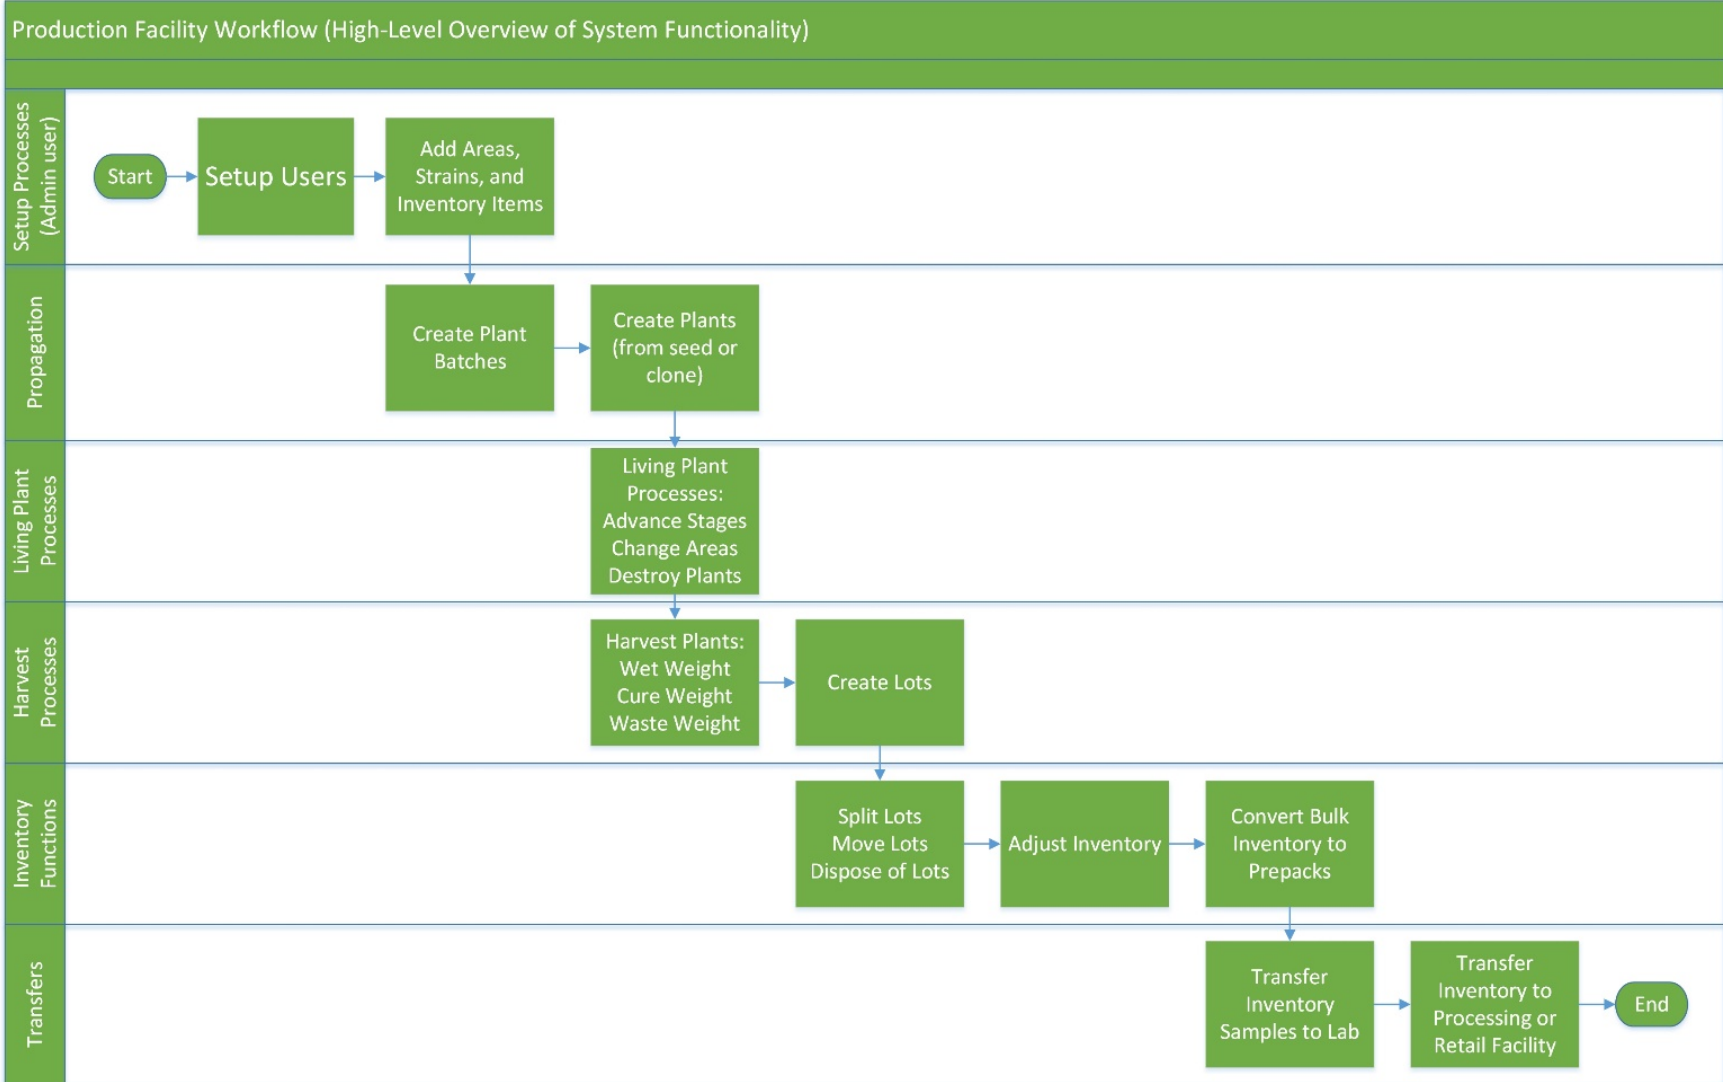 Production Facility Workflow (High-Level Overview of System Functionality)
Setup Processes
(Admin user)
Start
Setup Users
Add Areas,
Strains, and
Inventory Items
Propagation
Create Plant
Batches
Create Plants
(from seed or
clone)
Living Plant
Processes
Living Plant
Processes:
Advance Stages
Change Areas
Destroy Plants
Harvest
Processes
Harvest Plants:
Wet Weight
Cure Weight
Waste Weight
Create Lots
Inventory
Functions
Split Lots
Move Lots
Dispose of Lots
Adjust Inventory
Convert Bulk
Inventory to
Prepacks
Transfers
Transfer
Inventory
Samples to Lab
Transfer
Inventory to
Processing or
Retail Facility
End